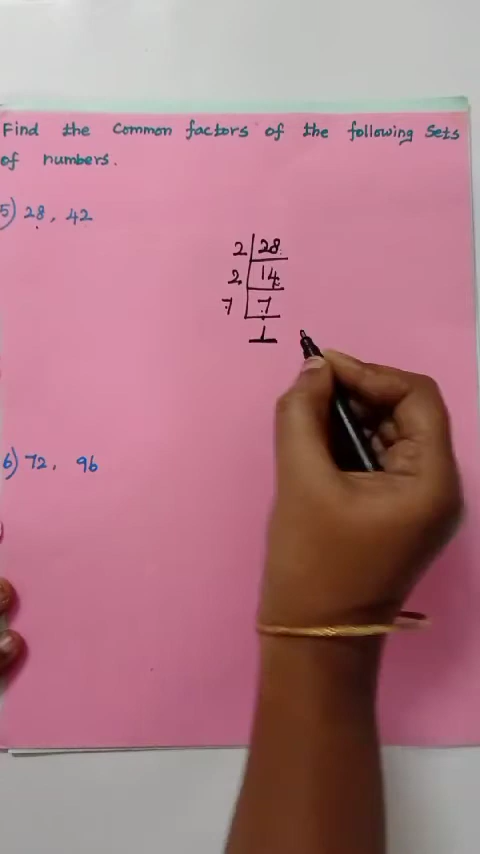 Find the Common factors of the following Sets
of numbers.
5) 28, 42
2 | 28
2 | 14
7 | 7
1
6) 72, 96